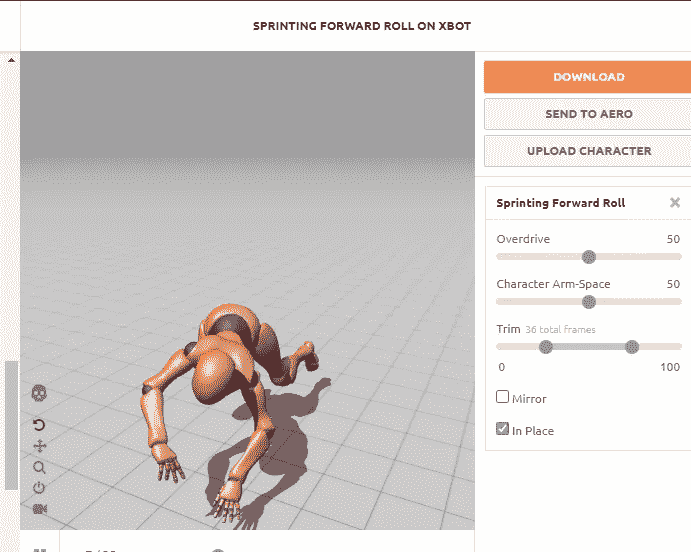 SPRINTING FORWARD ROLL ON XBOT
DOWNLOAD
SEND TO AERO
UPLOAD CHARACTER
Sprinting Forward Roll
Overdrive 50
Character Arm-Space 50
Trim 36 total frames
0 100
Mirror
In Place